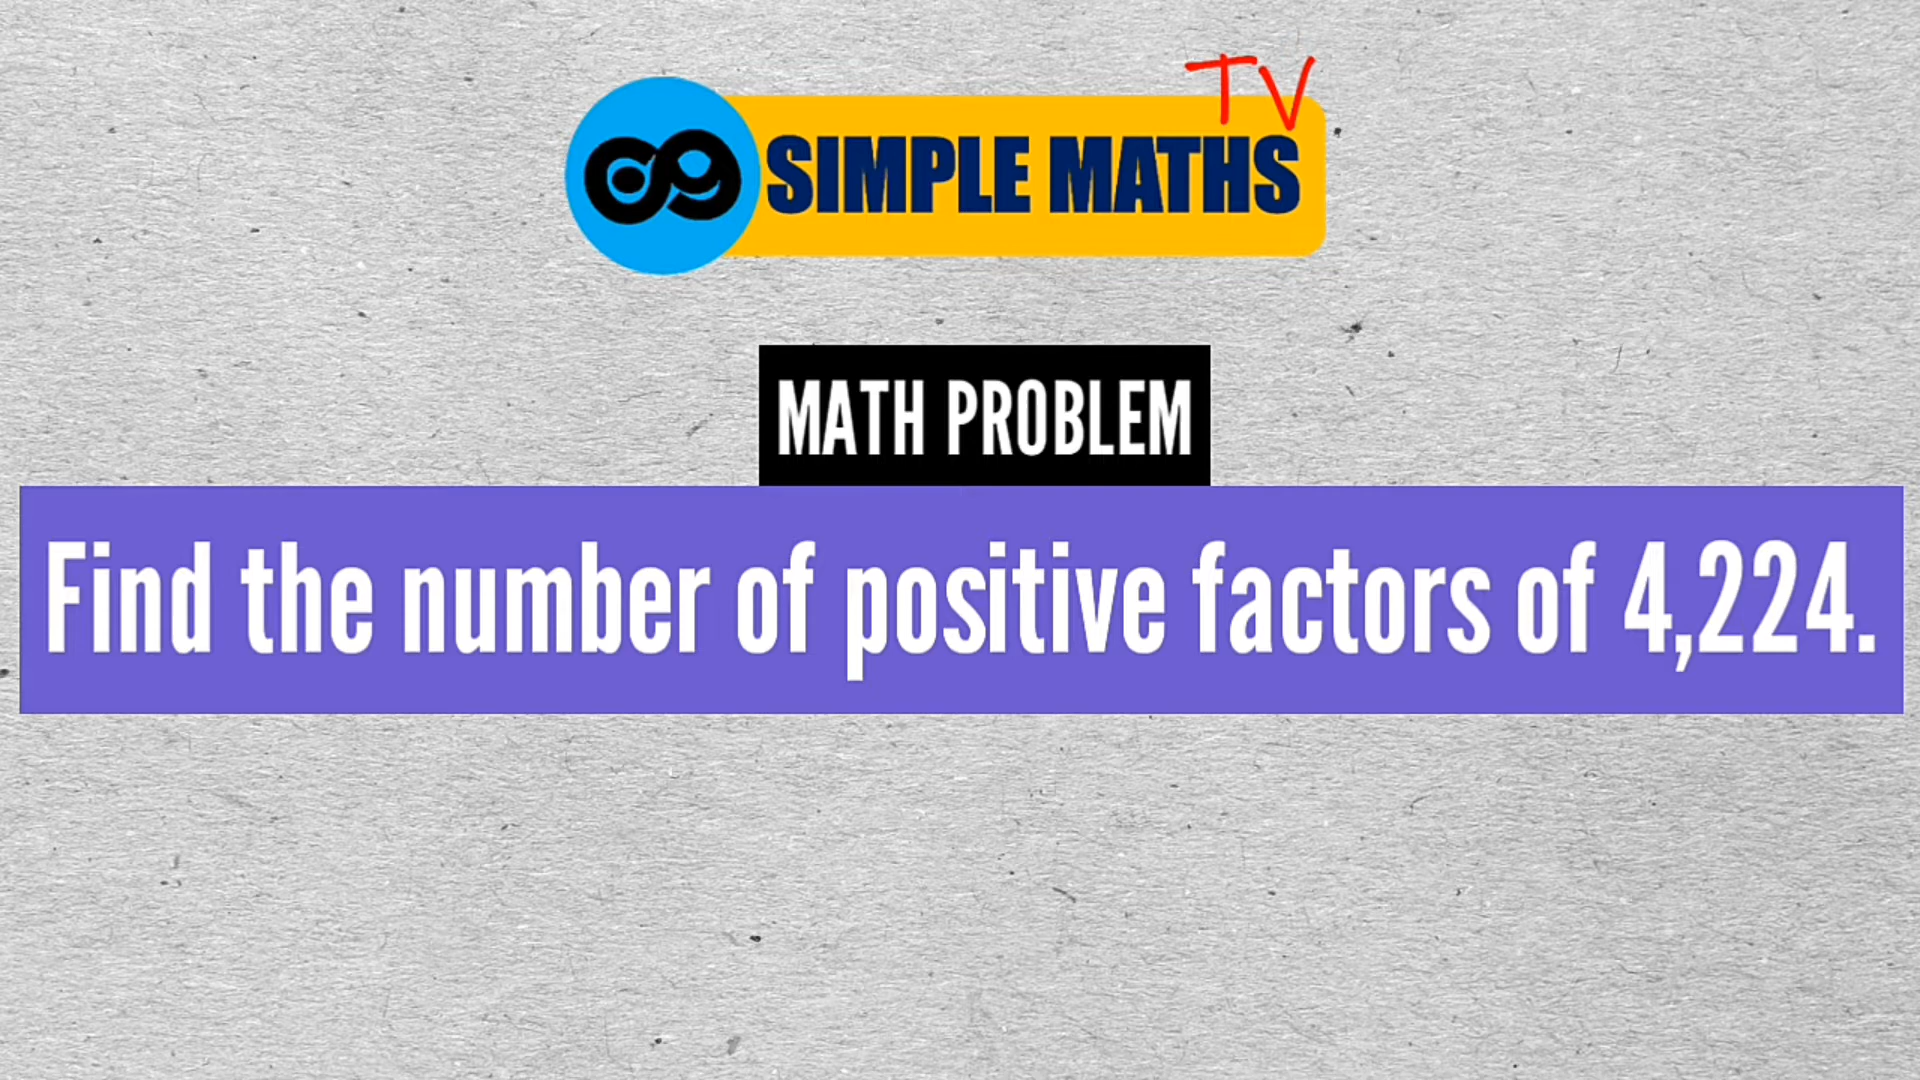 TV
SIMPLE MATHS
MATH PROBLEM
Find the number of positive factors of 4,224.